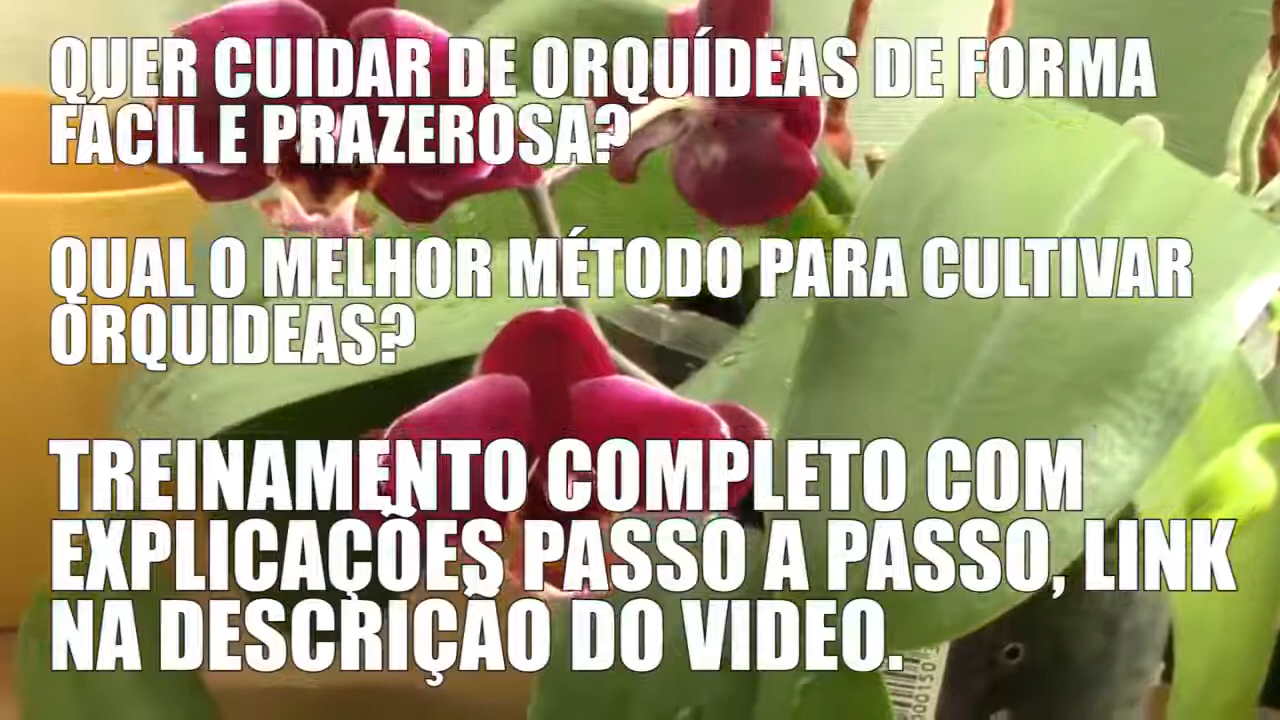 QUER CUIDAR DE ORQUÍDEAS DE FORMA
FÁCIL E PRAZEROSA?
QUAL O MELHOR MÉTODO PARA CULTIVAR
ORQUIDEAS?
TREINAMENTO COMPLETO COM
EXPLICAÇÕES PASSO A PASSO, LINK
NA DESCRIÇÃO DO VIDEO.